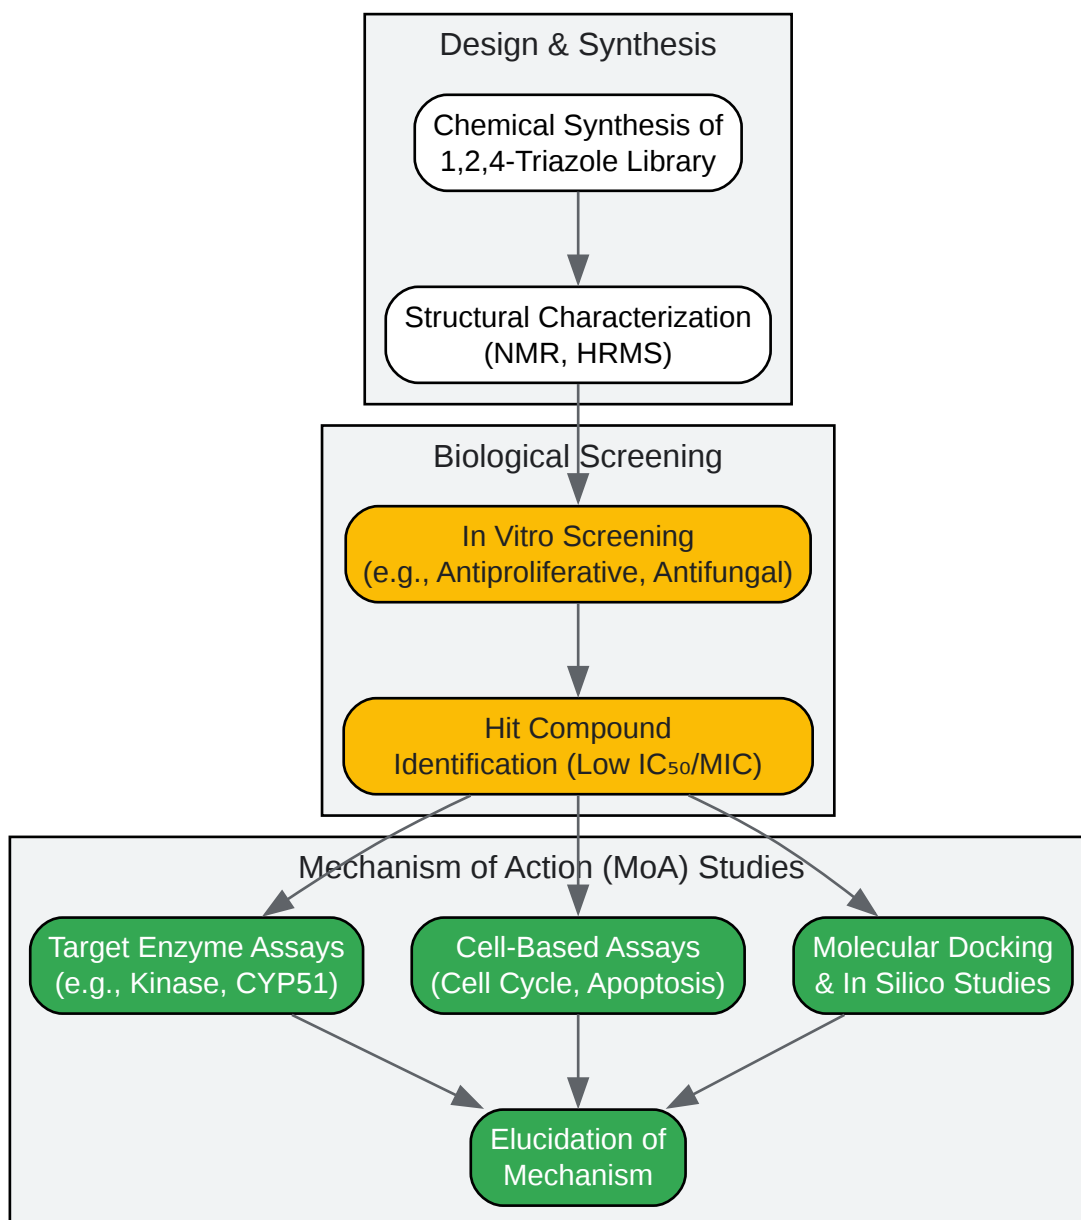 Design & Synthesis
Chemical Synthesis of
1,2,4-Triazole Library
Structural Characterization
(NMR, HRMS)
Biological Screening
In Vitro Screening
(e.g., Antiproliferative, Antifungal)
Hit Compound
Identification (Low IC₅₀/MIC)
Mechanism of Action (MoA) Studies
Target Enzyme Assays
(e.g., Kinase, CYP51)
Cell-Based Assays
(Cell Cycle, Apoptosis)
Molecular Docking
& In Silico Studies
Elucidation of
Mechanism